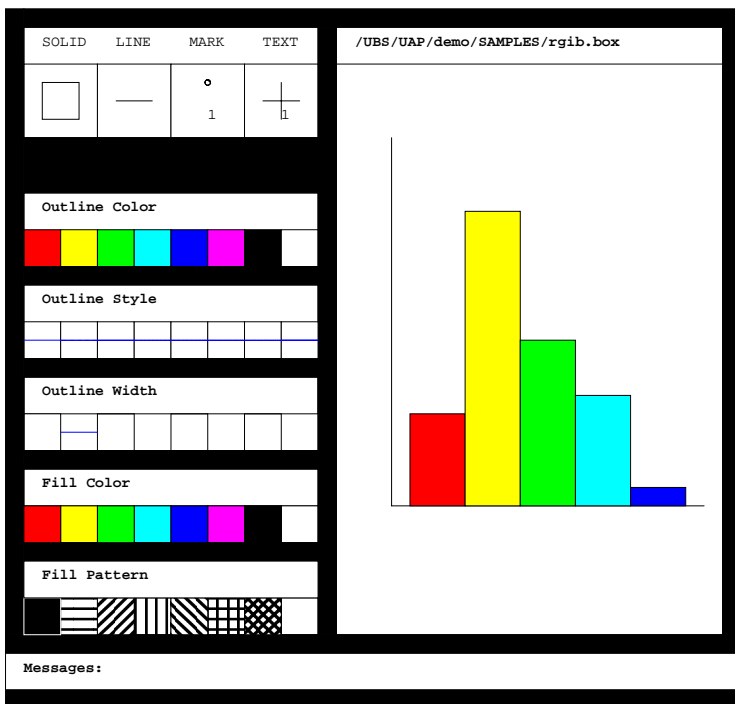 SOLID LINE MARK TEXT
1 1
Outline Color
Outline Style
Outline Width
Fill Color
Fill Pattern
/UBS/UAP/demo/SAMPLES/rgib.box
Messages: